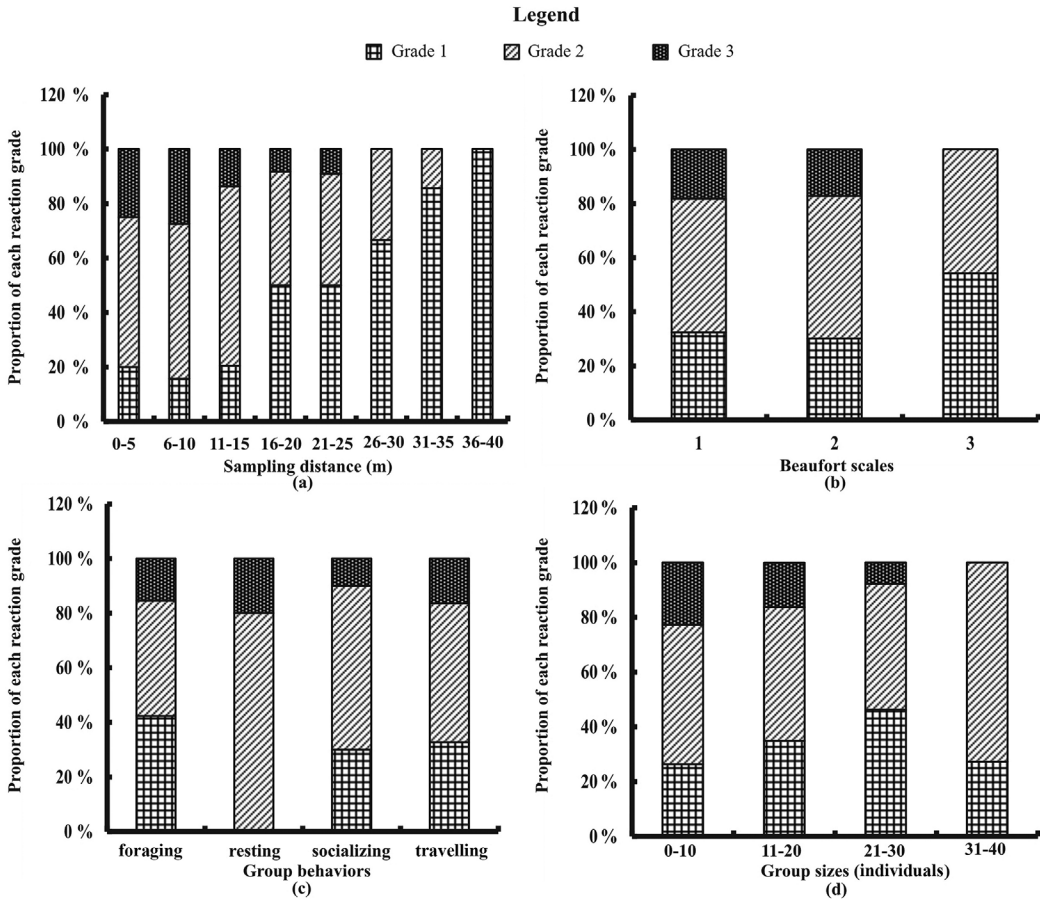 Legend
Grade 1 Grade 2 Grade 3
Proportion of each reaction grade
120 %
100 %
80 %
60 %
40 %
20 %
0 %
0-5 6-10 11-15 16-20 21-25 26-30 31-35 36-40
Sampling distance (m)
(a)
Proportion of each reaction grade
120 %
100 %
80 %
60 %
40 %
20 %
0 %
1 2 3
Beaufort scales
(b)
Proportion of each reaction grade
120 %
100 %
80 %
60 %
40 %
20 %
0 %
foraging resting socializing travelling
Group behaviors
(c)
Proportion of each reaction grade
120 %
100 %
80 %
60 %
40 %
20 %
0 %
0-10 11-20 21-30 31-40
Group sizes (individuals)
(d)